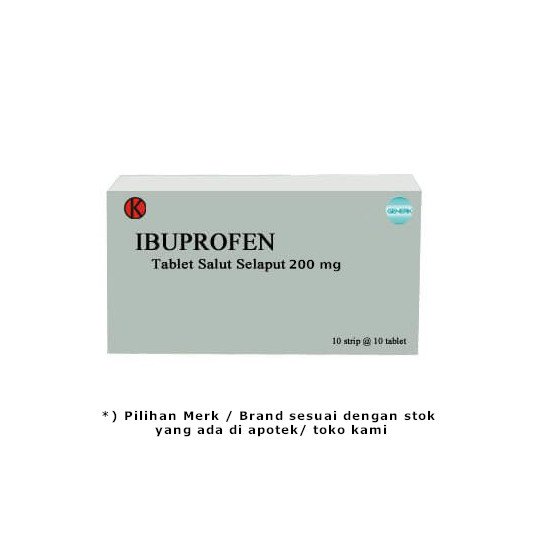 K
GENERIK
IBUPROFEN
Tablet Salut Selaput 200 mg
10 strip @ 10 tablet
*) Pilihan Merk / Brand sesuai dengan stok
yang ada di apotek/ toko kami